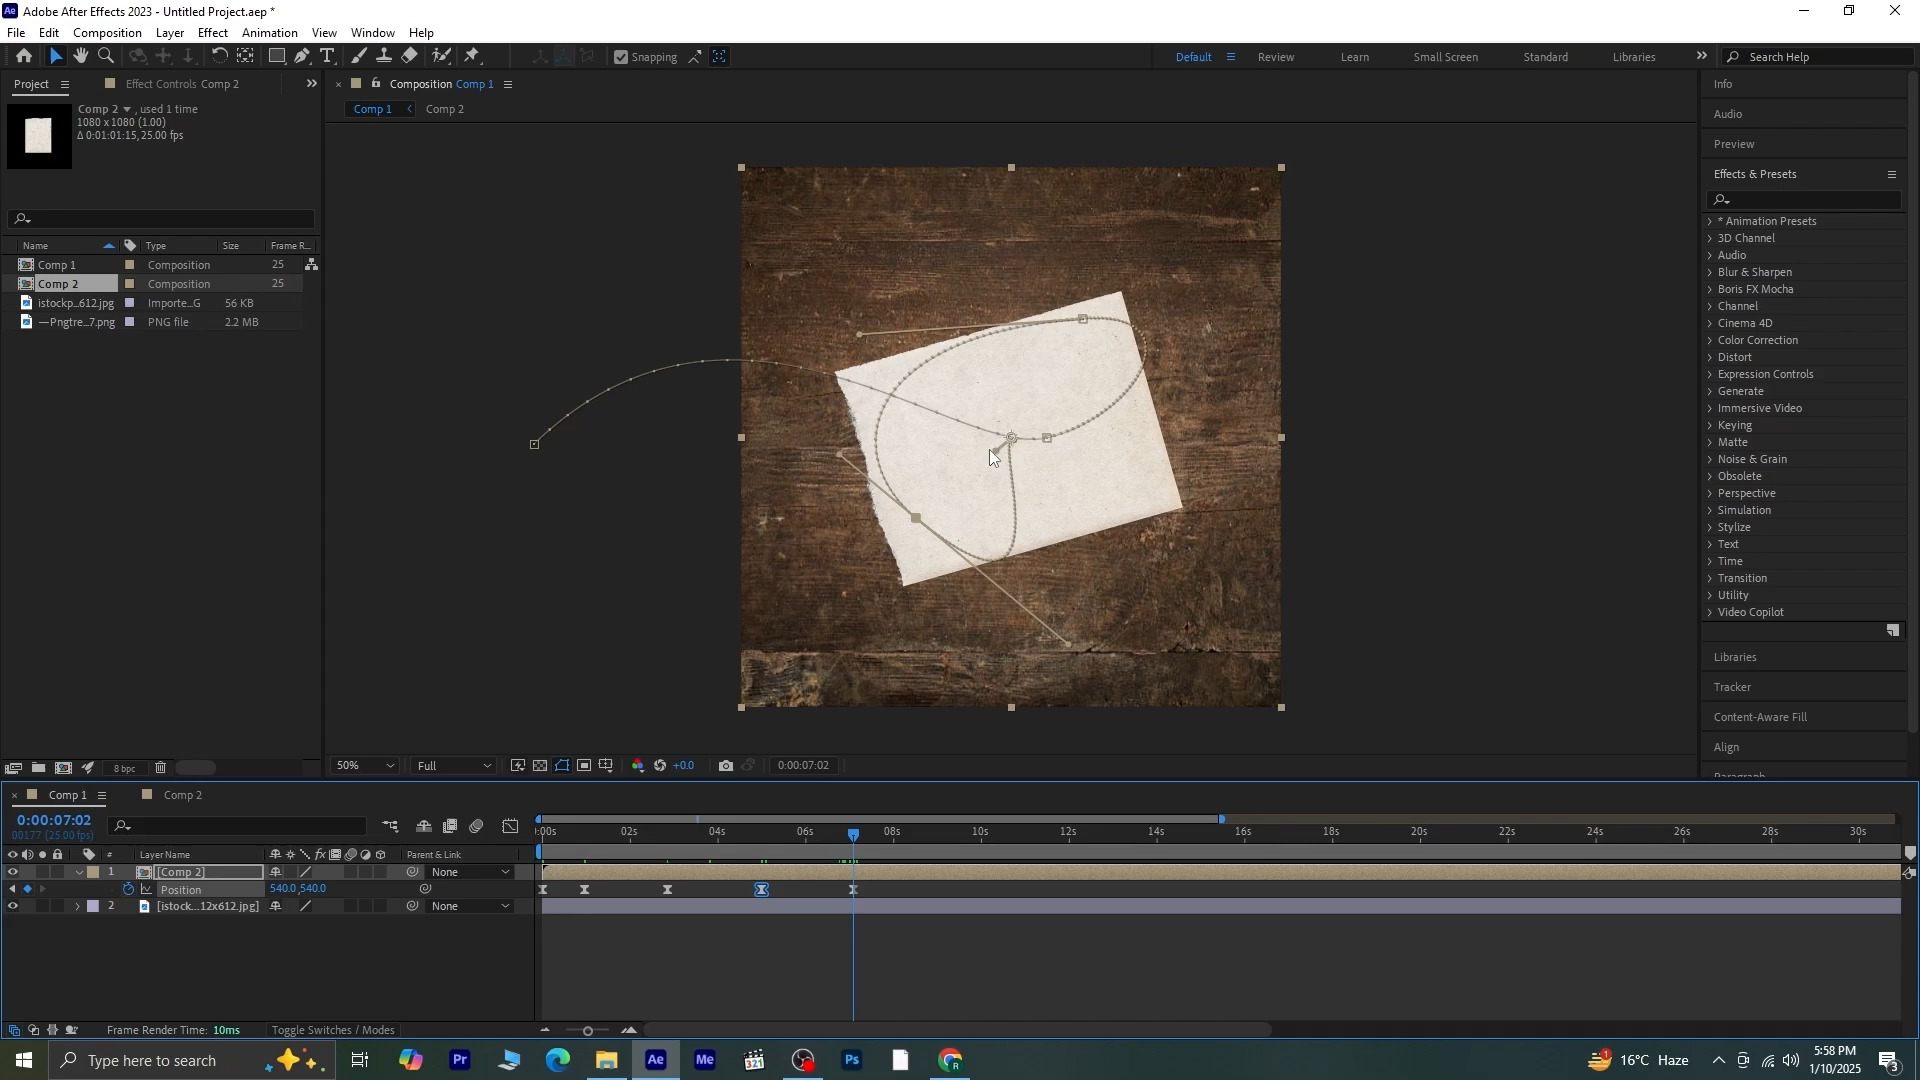 Adobe After Effects 2023 - Untitled Project.aep *
File Edit Composition Layer Effect Animation View Window Help
Snapping Default Review Learn Small Screen Standard Libraries Search Help
Project Effect Controls Comp 2
Comp 2 , used 1 time
1080 x 1080 (1.00)
Δ 0:01:01:15, 25.00 fps
Name Type Size Frame R...
Comp 1 Composition 25
Comp 2 Composition 25
istockp...612.jpg Importe...G 56 KB
—Pngtre...7.png PNG file 2.2 MB
8 bpc
Composition Comp 1
Comp 1 Comp 2
50% Full +0.0 0:00:07:02
Info
Audio
Preview
Effects & Presets
* Animation Presets
3D Channel
Audio
Blur & Sharpen
Boris FX Mocha
Channel
Cinema 4D
Color Correction
Distort
Expression Controls
Generate
Immersive Video
Keying
Matte
Noise & Grain
Obsolete
Perspective
Simulation
Stylize
Text
Time
Transition
Utility
Video Copilot
Libraries
Tracker
Content-Aware Fill
Align
Paragraph
Comp 1 Comp 2
0:00:07:02
00177 (25.00 fps)
:00s 02s 04s 06s 08s 10s 12s 14s 16s 18s 20s 22s 24s 26s 28s 30s
# Layer Name Parent & Link
1 [Comp 2] None
Position 540.0,540.0
2 [istock...12x612.jpg] None
Frame Render Time: 10ms Toggle Switches / Modes
Type here to search
16°C Haze
5:58 PM
1/10/2025